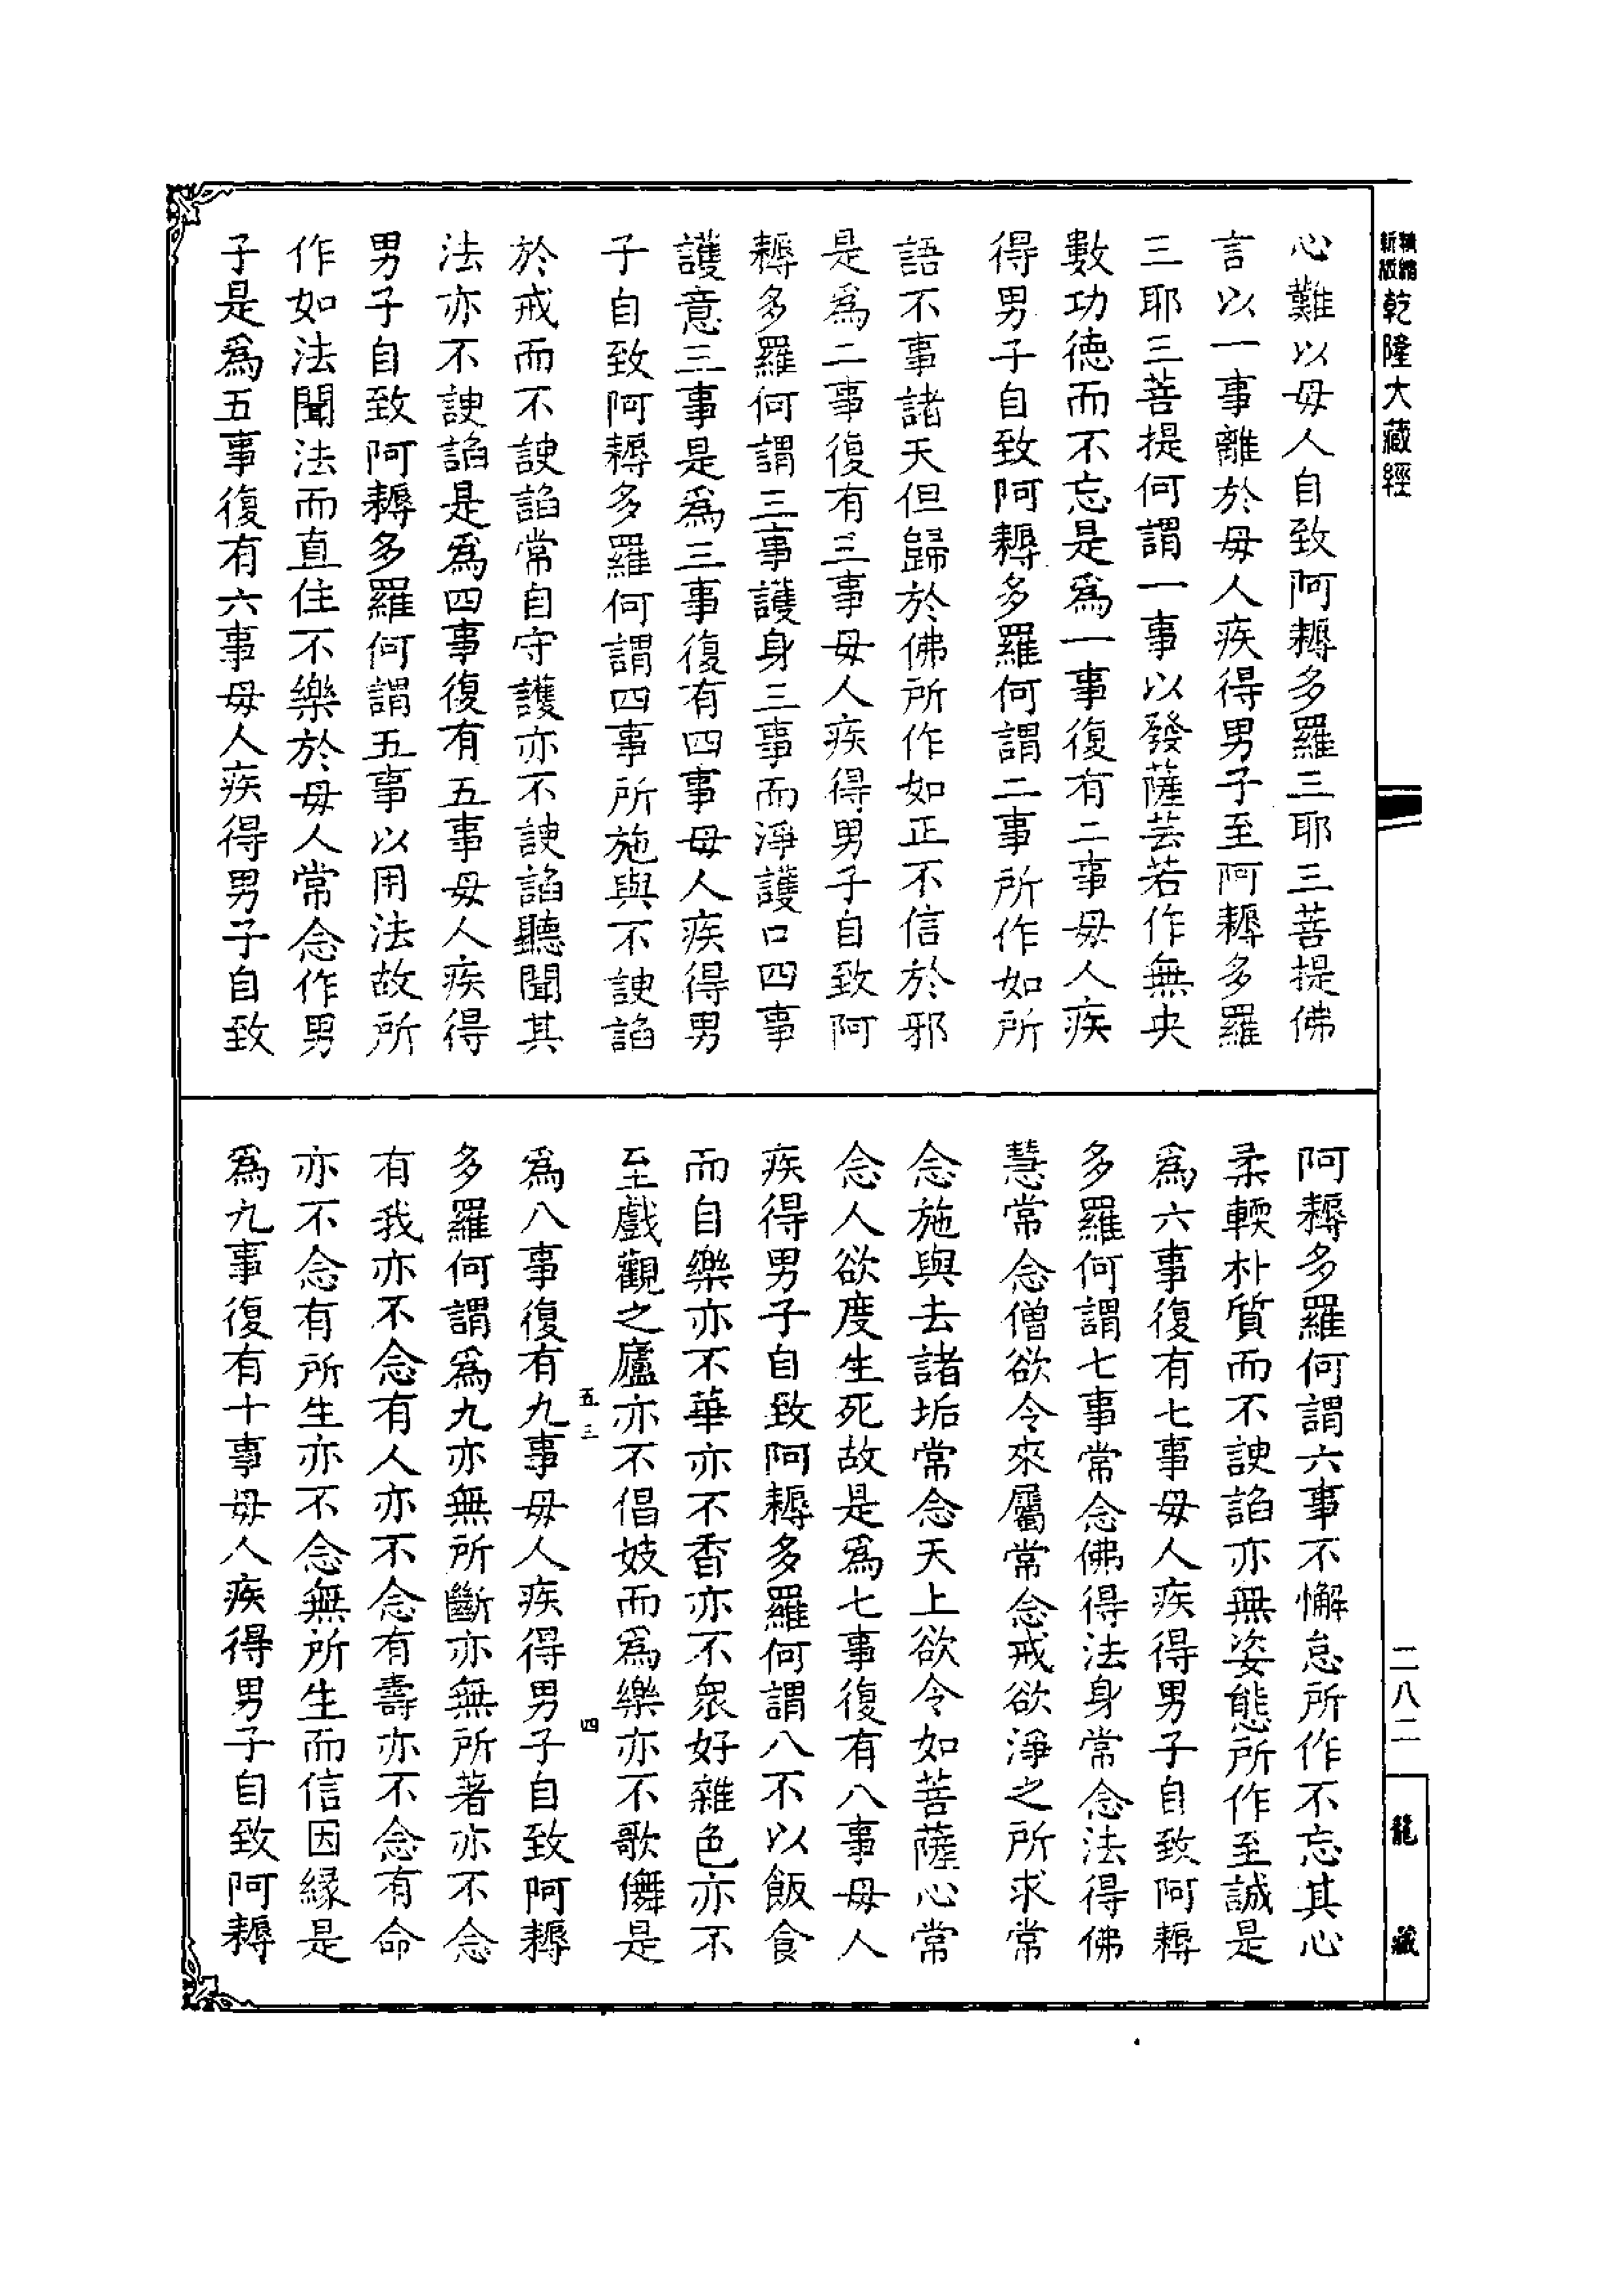 精縮新版乾隆大藏經
心難以母人自致阿耨多羅三耶三菩提佛
言以一事離於母人疾得男子至阿耨多羅
三耶三菩提何謂一事以發薩芸若作無央
數功德而不忘是爲一事復有二事母人疾
得男子自致阿耨多羅何謂二事所作如所
語不事諸天但歸於佛所作如正不信於邪
是爲二事復有三事母人疾得男子自致阿
耨多羅何謂三事護身三事而淨護口四事
護意三事是爲三事復有四事母人疾得男
子自致阿耨多羅何謂四事所施與不諛諂
於戒而不諛諂常自守護亦不諛諂聽聞其
法亦不諛諂是爲四事復有五事母人疾得
男子自致阿耨多羅何謂五事以用法故所
作如法聞法而直住不樂於母人常念作男
子是爲五事復有六事母人疾得男子自致
阿耨多羅何謂六事不懈怠所作不忘其心
柔輭朴質而不諛諂亦無姿態所作至誠是
爲六事復有七事母人疾得男子自致阿耨
多羅何謂七事常念佛得法身常念法得佛
慧常念僧欲令來屬常念戒欲淨之所求常
念施與去諸垢常念天上欲令如菩薩心常
念人欲度生死故是爲七事復有八事母人
疾得男子自致阿耨多羅何謂八不以飯食
而自樂亦不華亦不香亦不衆好雜色亦不
至戲觀之廬亦不倡妓而爲樂亦不歌儛是
五三 四
爲八事復有九事母人疾得男子自致阿耨
多羅何謂爲九亦無所斷亦無所著亦不念
有我亦不念有人亦不念有壽亦不念有命
亦不念有所生亦不念無所生而信因緣是
爲九事復有十事母人疾得男子自致阿耨
二八二
龍藏